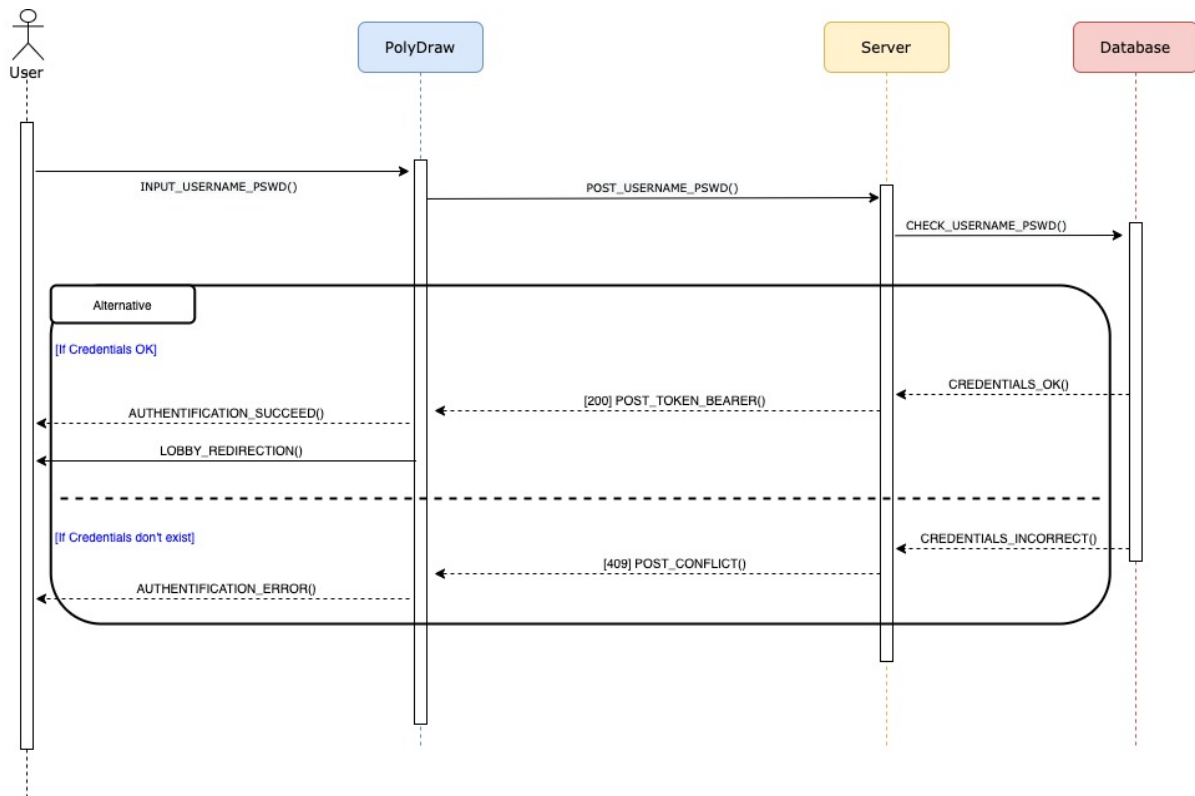 User
PolyDraw
Server
Database
INPUT_USERNAME_PSWD()
POST_USERNAME_PSWD()
CHECK_USERNAME_PSWD()
Alternative
[If Credentials OK]
CREDENTIALS_OK()
[200] POST_TOKEN_BEARER()
AUTHENTIFICATION_SUCCEED()
LOBBY_REDIRECTION()
[If Credentials don't exist]
CREDENTIALS_INCORRECT()
[409] POST_CONFLICT()
AUTHENTIFICATION_ERROR()